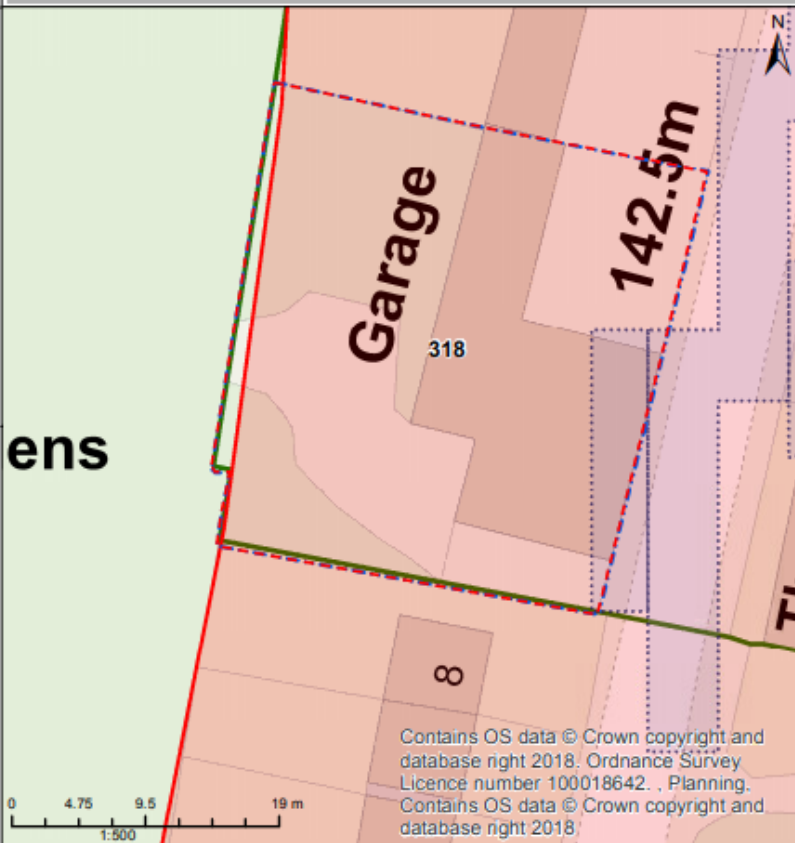 N
142.5m
Garage
318
ens
8
Contains OS data © Crown copyright and
database right 2018. Ordnance Survey
Licence number 100018642. , Planning,
Contains OS data © Crown copyright and
database right 2018
0 4.75 9.5 19 m
1:500